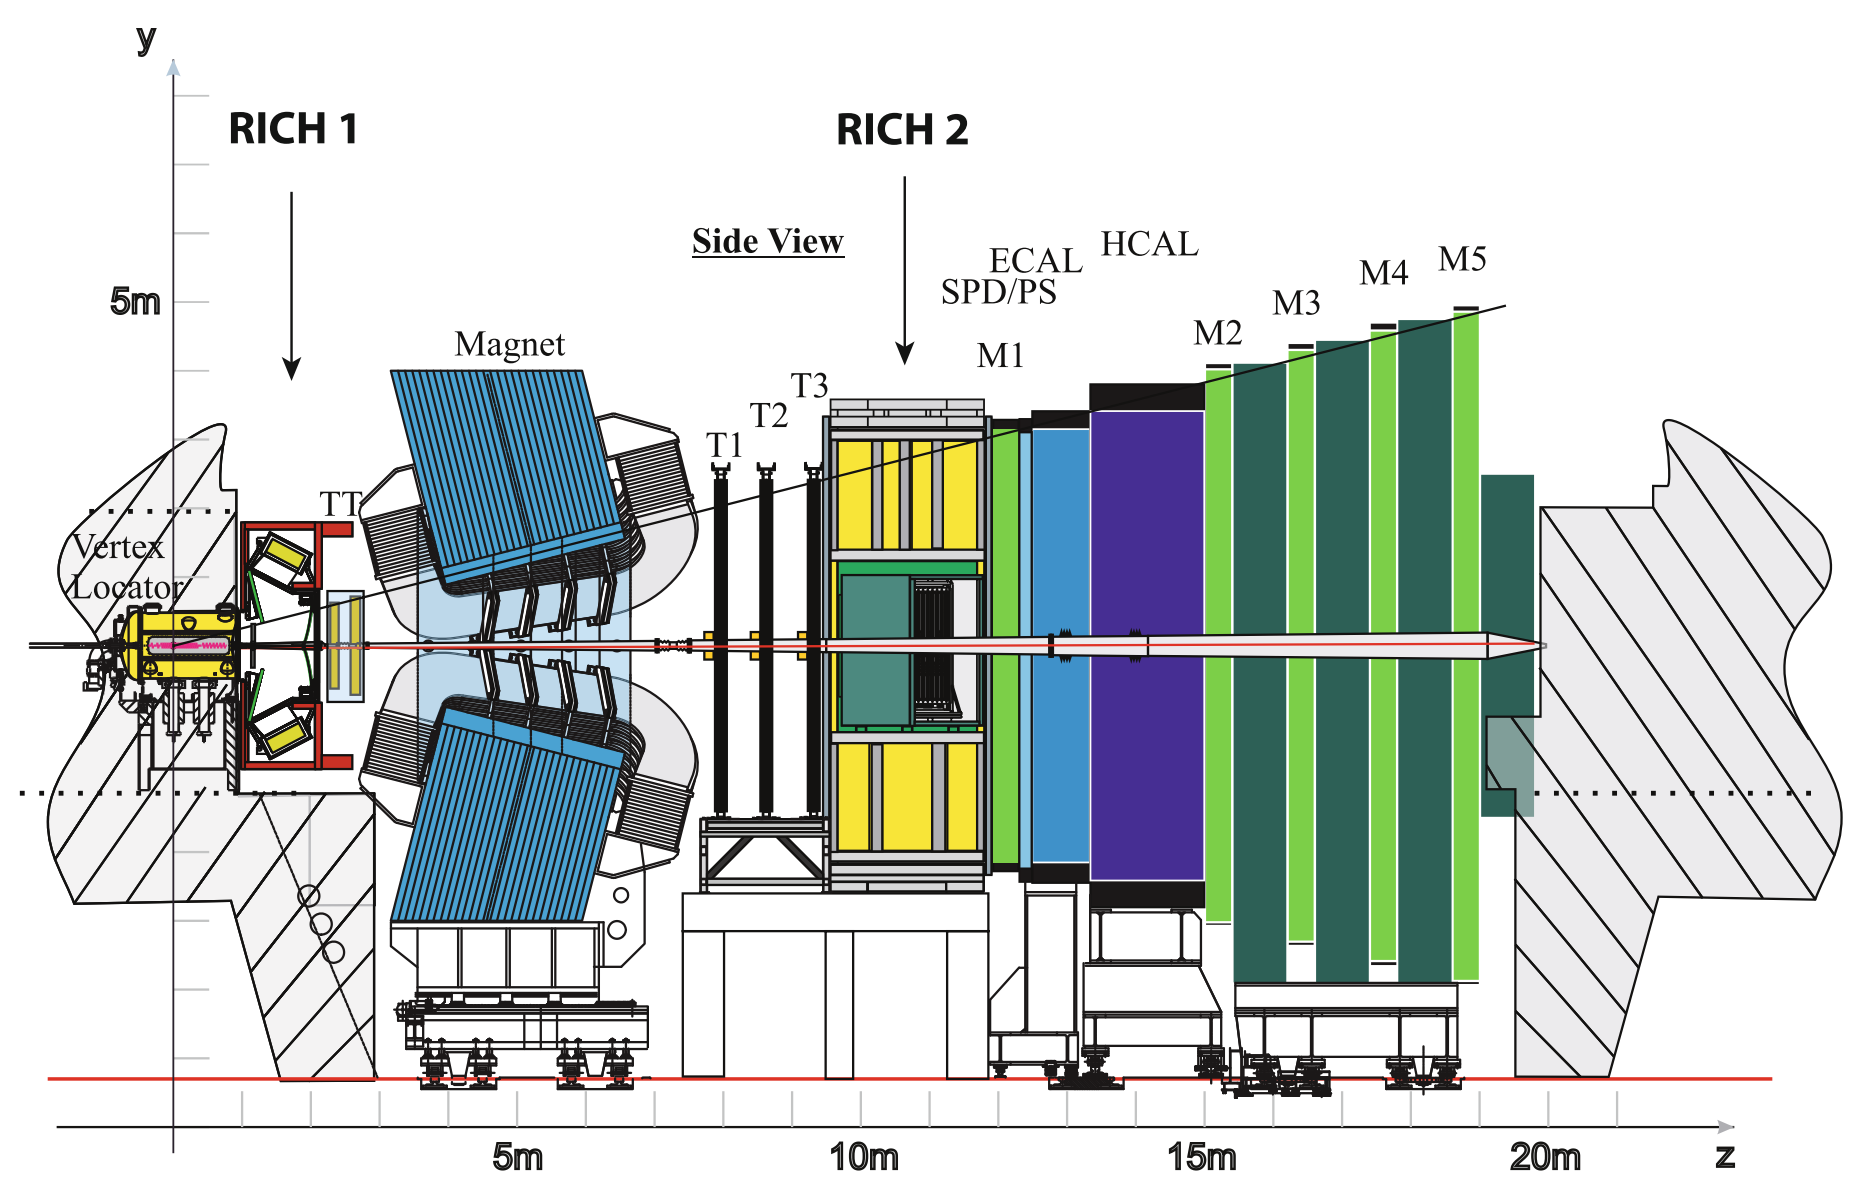 y
RICH 1
RICH 2
Side View
ECAL
HCAL
SPD/PS
M1
M2
M3
M4
M5
5m
Magnet
T1
T2
T3
TT
Vertex
Locator
5m
10m
15m
20m
z